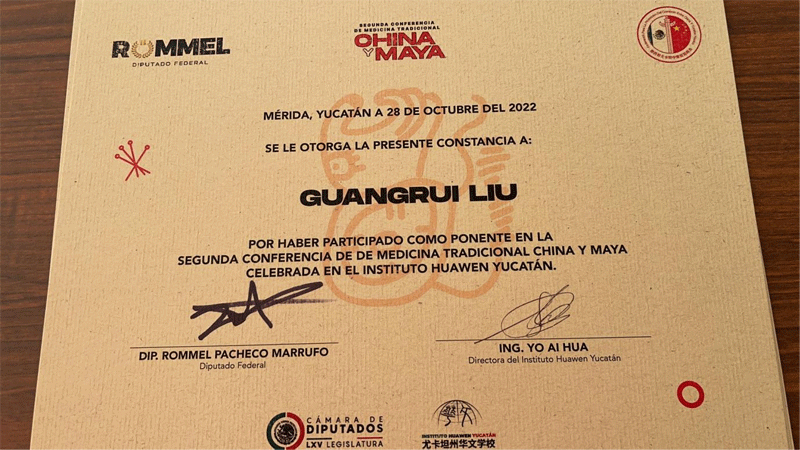 ROMMEL
DIPUTADO FEDERAL
SEGUNDA CONFERENCIA
DE MEDICINA TRADICIONAL
CHINA
Y MAYA
MÉRIDA, YUCATÁN A 28 DE OCTUBRE DEL 2022
SE LE OTORGA LA PRESENTE CONSTANCIA A:
GUANGRUI LIU
POR HABER PARTICIPADO COMO PONENTE EN LA
SEGUNDA CONFERENCIA DE DE MEDICINA TRADICIONAL CHINA Y MAYA
CELEBRADA EN EL INSTITUTO HUAWEN YUCATÁN.
DIP. ROMMEL PACHECO MARRUFO
Diputado Federal
ING. YO AI HUA
Directora del Instituto Huawen Yucatán
CÁMARA DE
DIPUTADOS
LXV LEGISLATURA
INSTITUTO HUAWEN YUCATÁN
尤卡坦州华文学校